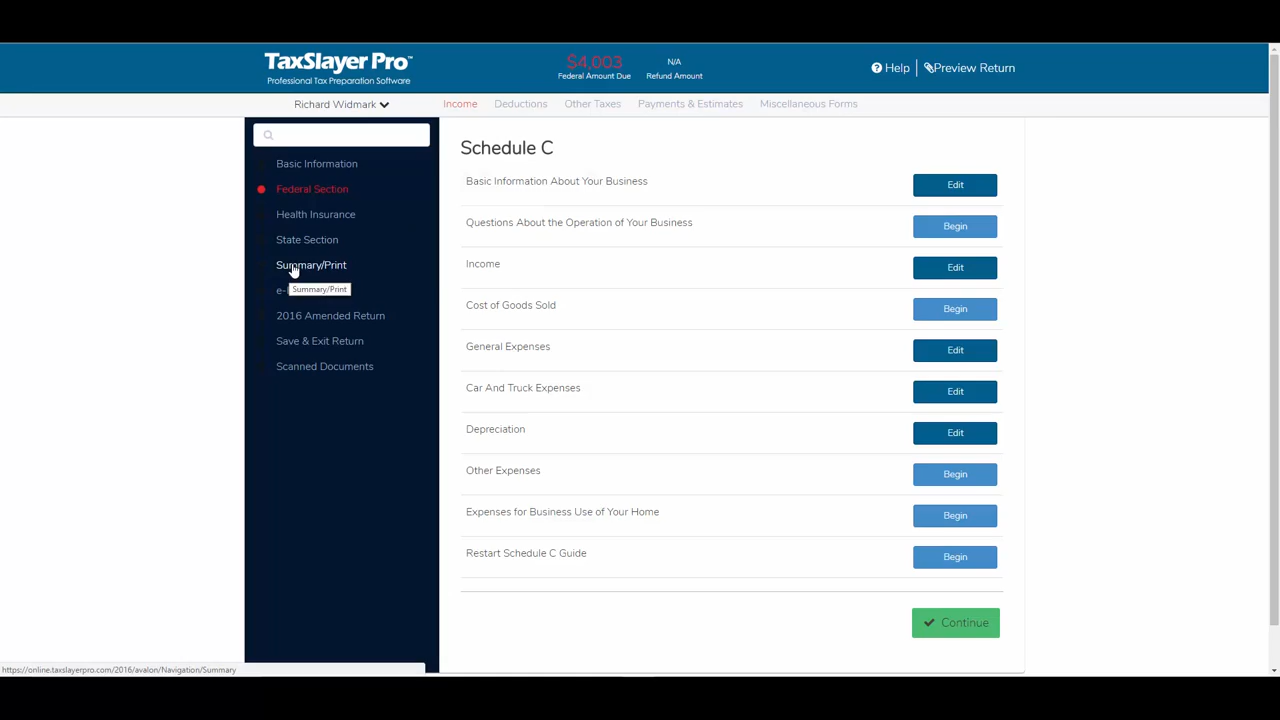 TaxSlayer Pro™
Professional Tax Preparation Software
$4,003
Federal Amount Due
N/A
Refund Amount
Help
Preview Return
Richard Widmark
Income
Deductions
Other Taxes
Payments & Estimates
Miscellaneous Forms
Basic Information
Federal Section
Health Insurance
State Section
Summary/Print
e-
Summary/Print
2016 Amended Return
Save & Exit Return
Scanned Documents
Schedule C
Basic Information About Your Business Edit
Questions About the Operation of Your Business Begin
Income Edit
Cost of Goods Sold Begin
General Expenses Edit
Car And Truck Expenses Edit
Depreciation Edit
Other Expenses Begin
Expenses for Business Use of Your Home Begin
Restart Schedule C Guide Begin
Continue
https://online.taxslayerpro.com/2016/avalon/Navigation/Summary